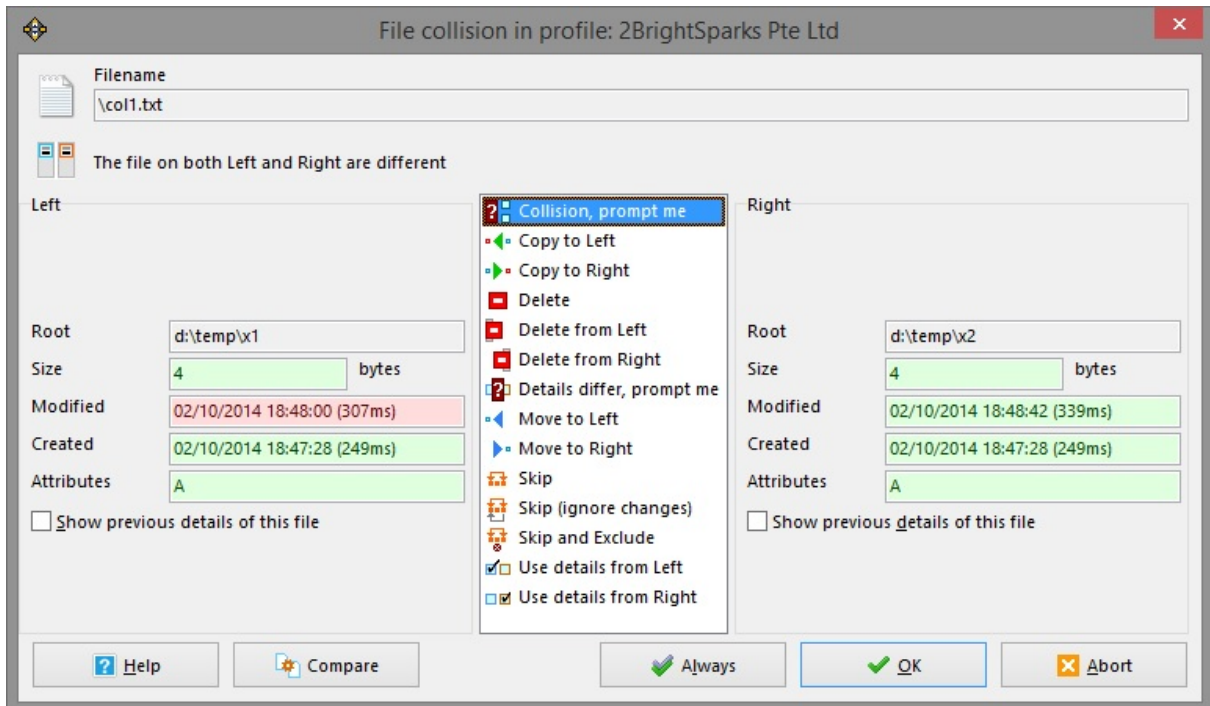 File collision in profile: 2BrightSparks Pte Ltd
Filename
\col1.txt
The file on both Left and Right are different
Left
Root
d:\temp\x1
Size
4
bytes
Modified
02/10/2014 18:48:00 (307ms)
Created
02/10/2014 18:47:28 (249ms)
Attributes
A
Show previous details of this file
Collision, prompt me
Copy to Left
Copy to Right
Delete
Delete from Left
Delete from Right
Details differ, prompt me
Move to Left
Move to Right
Skip
Skip (ignore changes)
Skip and Exclude
Use details from Left
Use details from Right
Right
Root
d:\temp\x2
Size
4
bytes
Modified
02/10/2014 18:48:42 (339ms)
Created
02/10/2014 18:47:28 (249ms)
Attributes
A
Show previous details of this file
Help
Compare
Always
OK
Abort